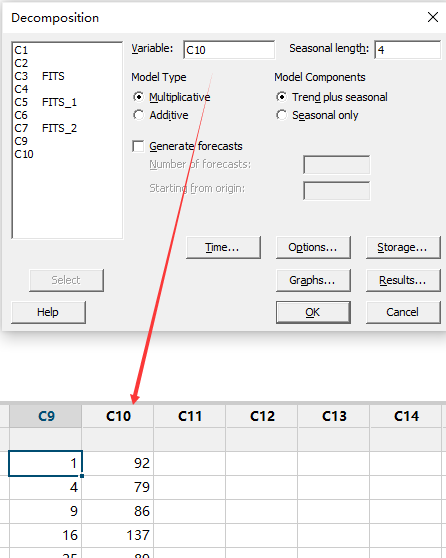 Decomposition
C1
C2
C3 FITS
C4
C5 FITS_1
C6
C7 FITS_2
C9
C10
Variable: C10 Seasonal length: 4
Model Type
Multiplicative
Additive
Model Components
Trend plus seasonal
Seasonal only
Generate forecasts
Number of forecasts:
Starting from origin:
Time... Options... Storage...
Select Graphs... Results...
Help OK Cancel
C9 C10 C11 C12 C13 C14
1 92
4 79
9 86
16 137
25 89